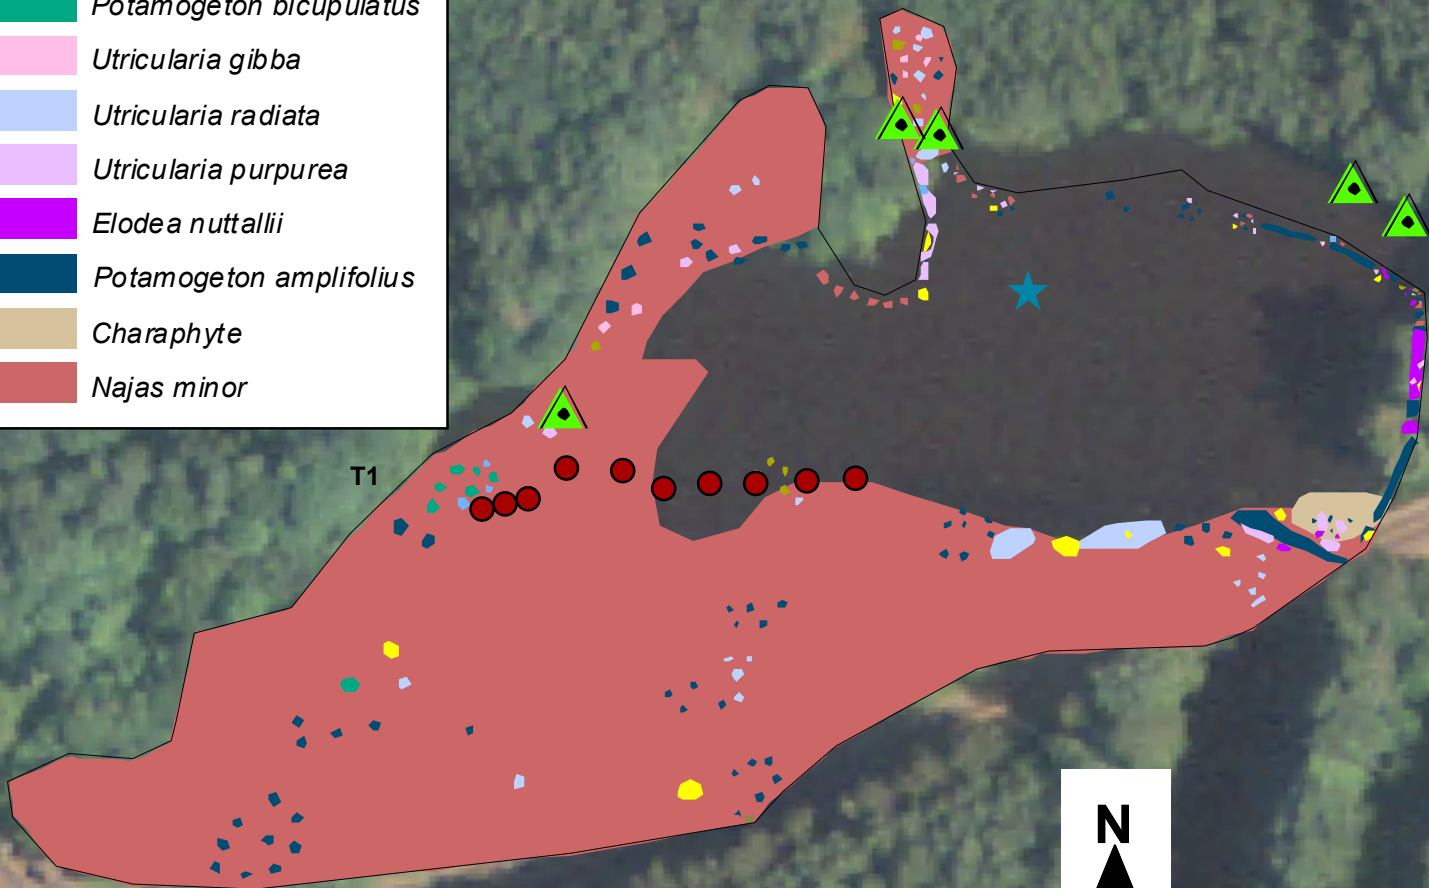 Potamogeton bicupulatus
Utricularia gibba
Utricularia radiata
Utricularia purpurea
Elodea nuttallii
Potamogeton amplifolius
Charaphyte
Najas minor
T1
N